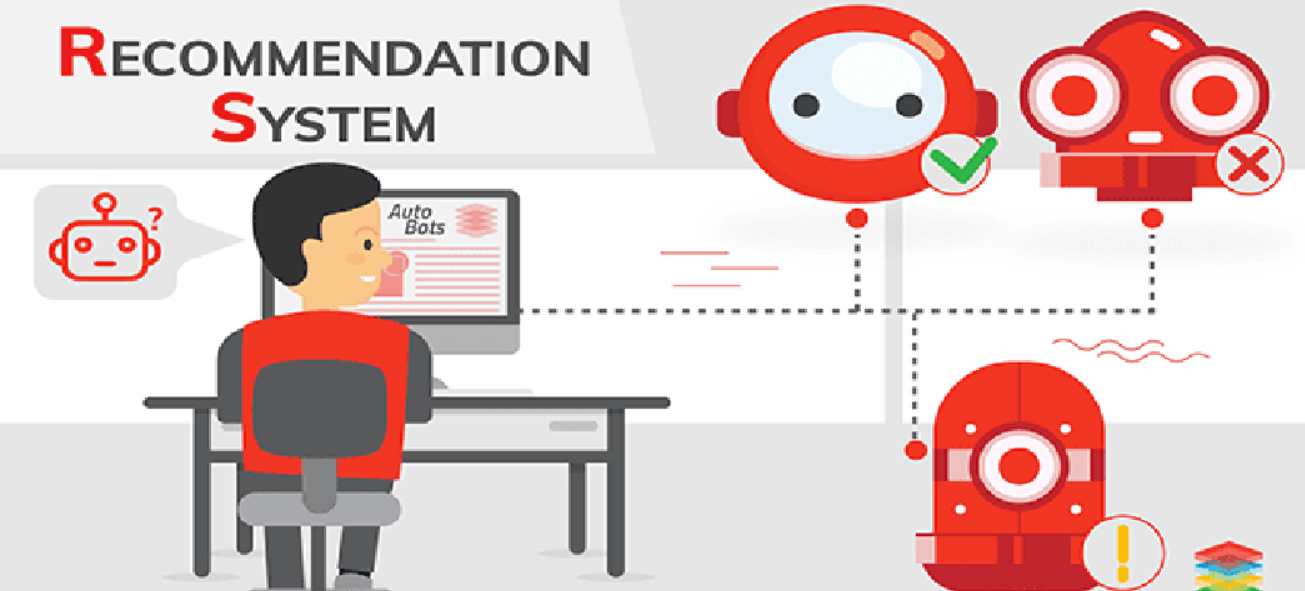 RECOMMENDATION
SYSTEM
?
Auto
Bots
!